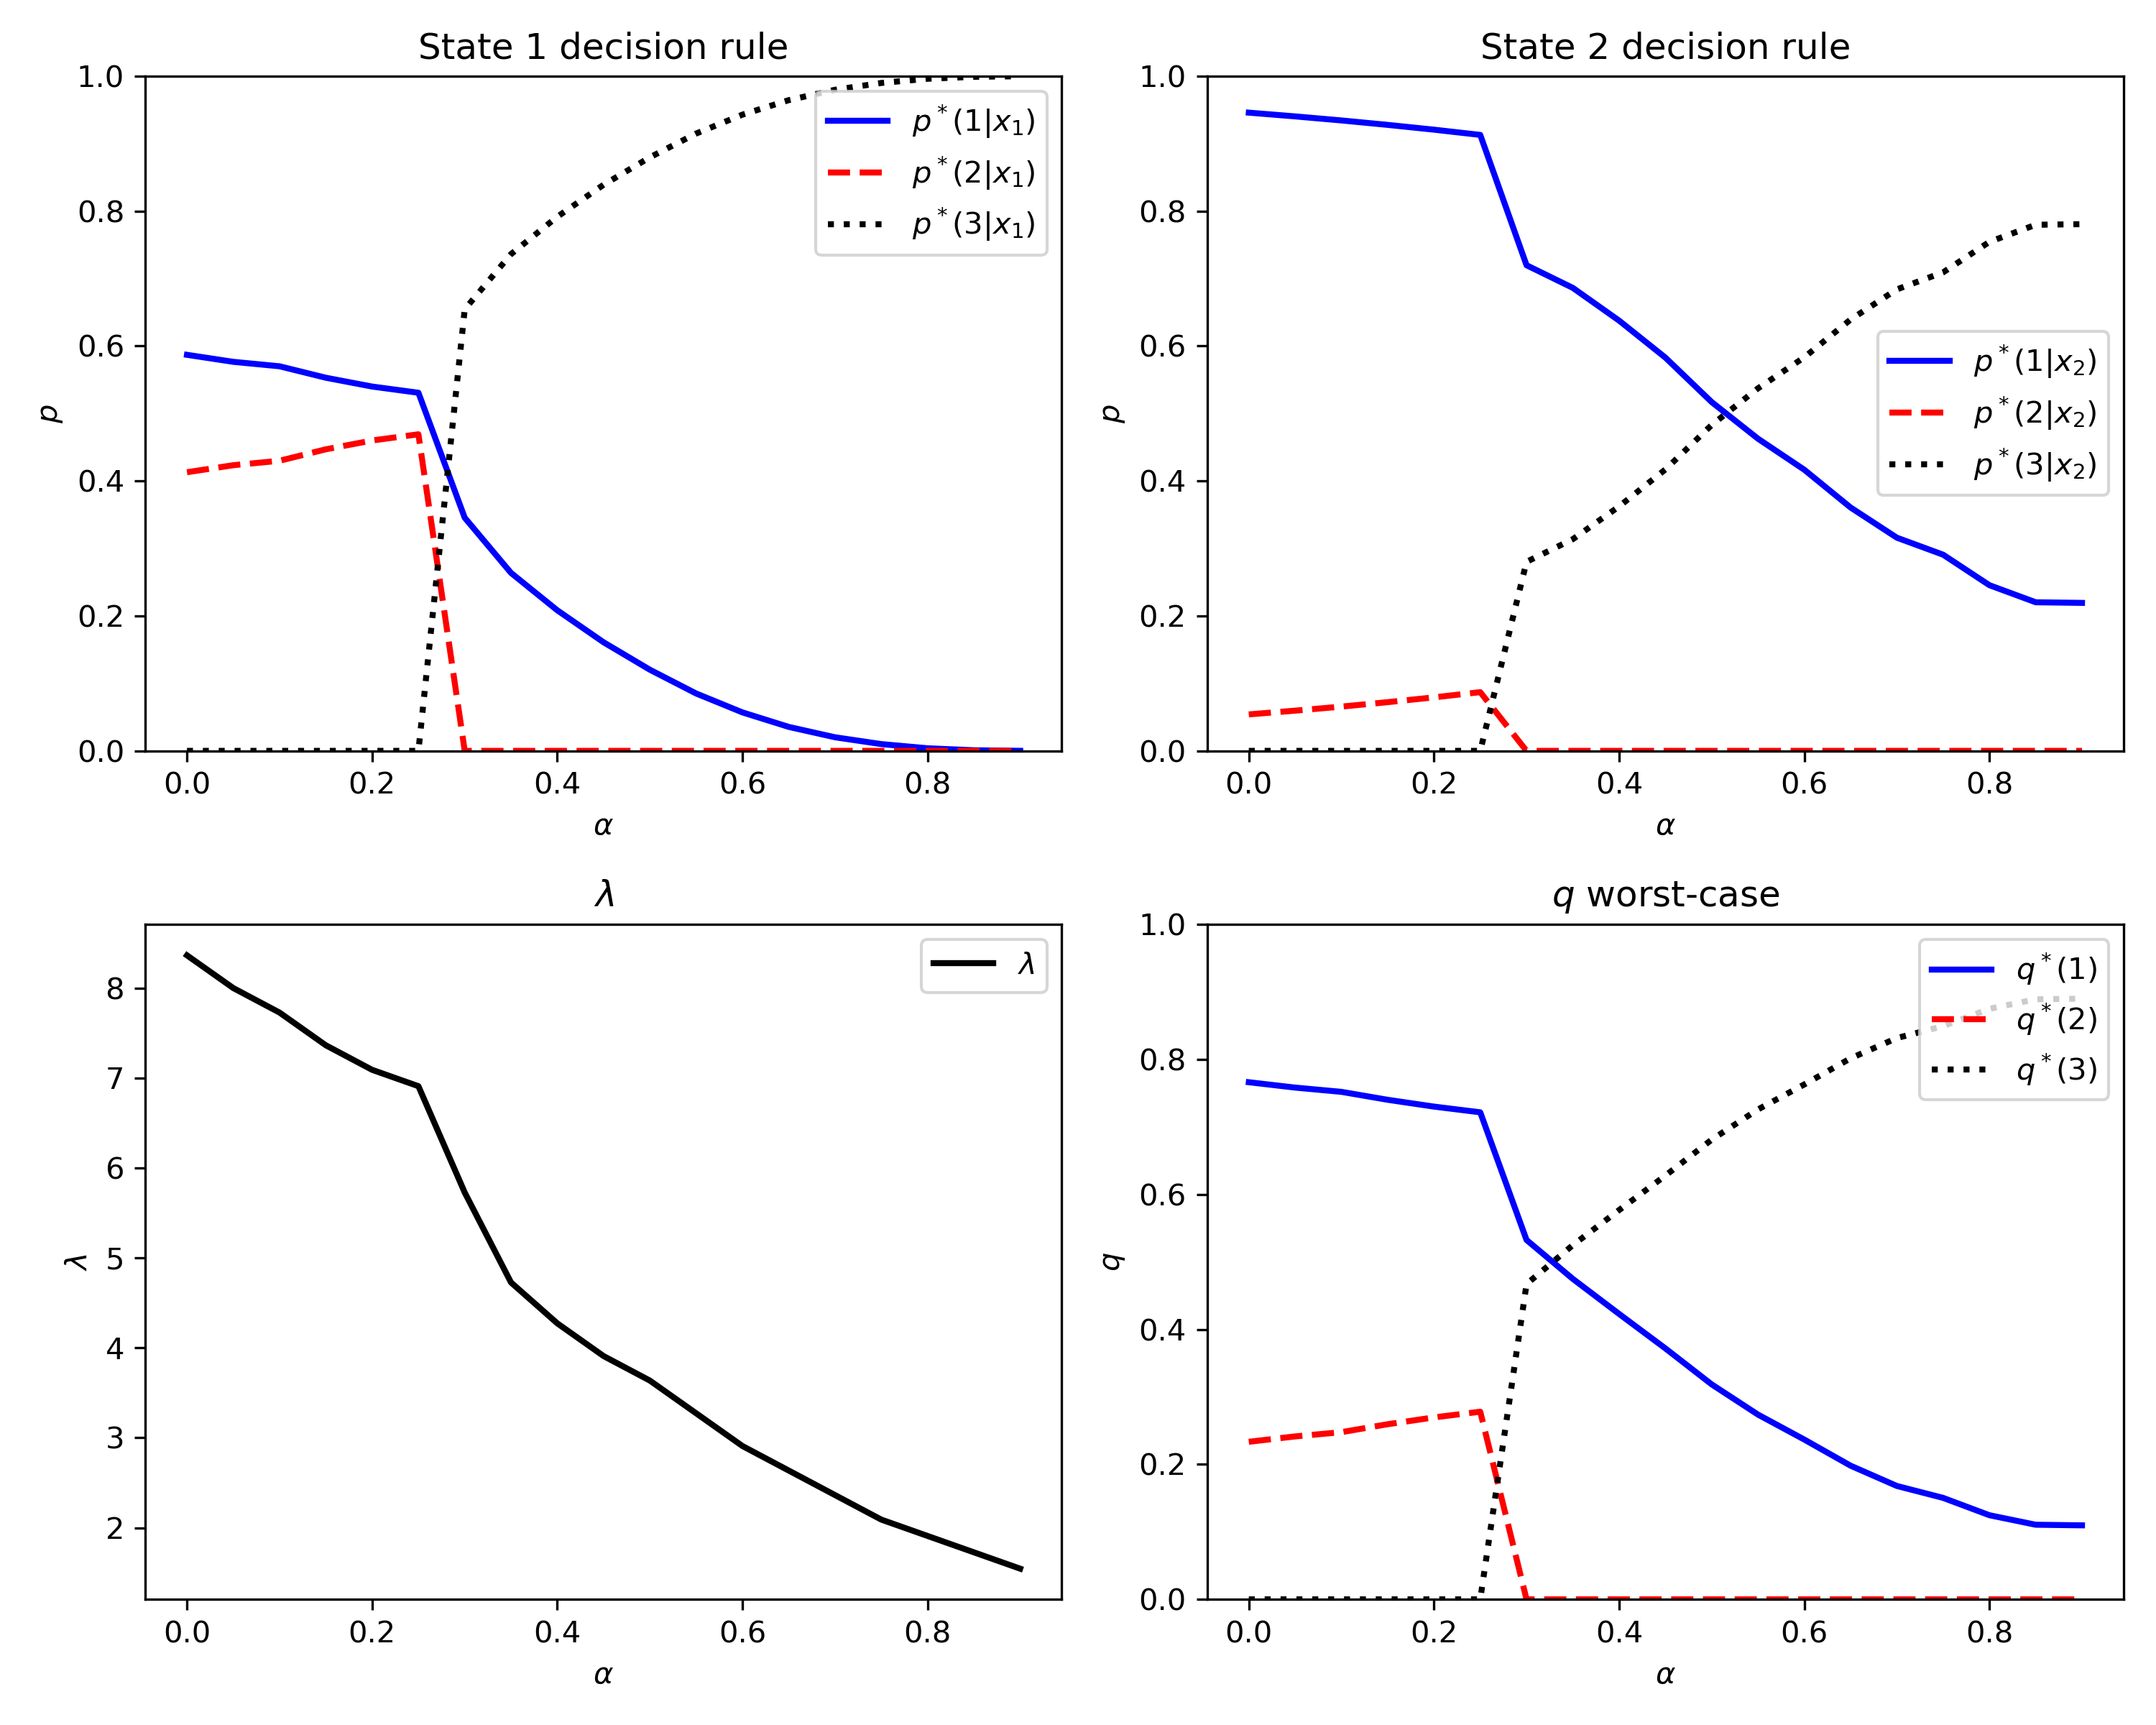 State 1 decision rule
1.0
0.8
0.6
0.4
0.2
0.0
p
p*(1|x₁)
p*(2|x₁)
p*(3|x₁)
0.0 0.2 0.4 0.6 0.8
α
State 2 decision rule
1.0
0.8
0.6
0.4
0.2
0.0
p
p*(1|x₂)
p*(2|x₂)
p*(3|x₂)
0.0 0.2 0.4 0.6 0.8
α
λ
8
7
6
5
4
3
2
λ
λ
0.0 0.2 0.4 0.6 0.8
α
q worst-case
1.0
0.8
0.6
0.4
0.2
0.0
q
q*(1)
q*(2)
q*(3)
0.0 0.2 0.4 0.6 0.8
α